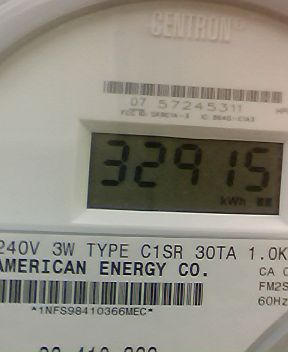 CENTRON
07 57245311
32915
kWh
240V 3W TYPE C1SR 30TA 1.0K
AMERICAN ENERGY CO.
CA
FM2S
60Hz
*1NFS98410366MEC*